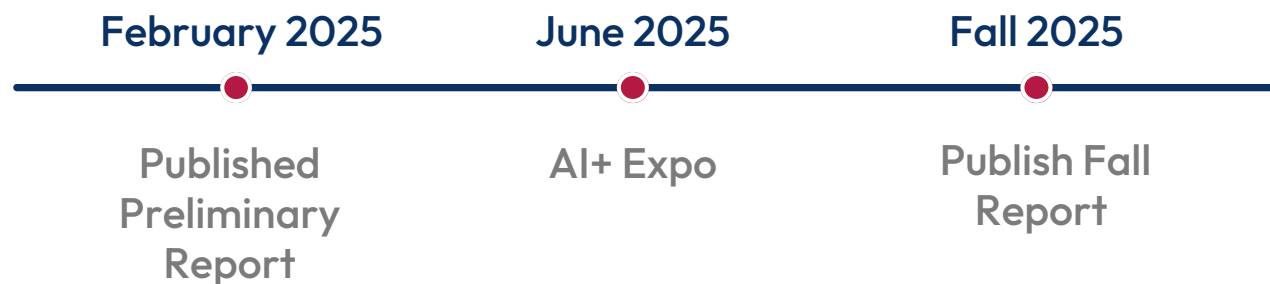 February 2025
June 2025
Fall 2025
Published
Preliminary
Report
AI+ Expo
Publish Fall
Report